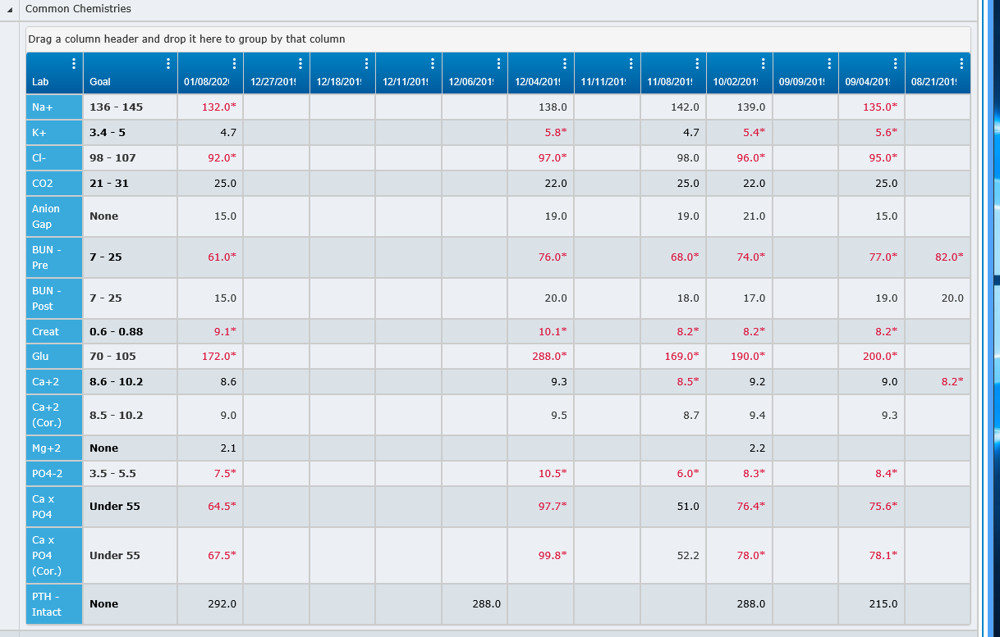 Common Chemistries
Drag a column header and drop it here to group by that column
Lab Goal 01/08/2020 12/27/2019 12/18/2019 12/11/2019 12/06/2019 12/04/2019 11/11/2019 11/08/2019 10/02/2019 09/09/2019 09/04/2019 08/21/2019
Na+ 136 - 145 132.0* 138.0 142.0 139.0 135.0*
K+ 3.4 - 5 4.7 5.8* 4.7 5.4* 5.6*
Cl- 98 - 107 92.0* 97.0* 98.0 96.0* 95.0*
CO2 21 - 31 25.0 22.0 25.0 22.0 25.0
Anion
Gap None 15.0 19.0 19.0 21.0 15.0
BUN -
Pre 7 - 25 61.0* 76.0* 68.0* 74.0* 77.0* 82.0*
BUN -
Post 7 - 25 15.0 20.0 18.0 17.0 19.0 20.0
Creat 0.6 - 0.88 9.1* 10.1* 8.2* 8.2* 8.2*
Glu 70 - 105 172.0* 288.0* 169.0* 190.0* 200.0*
Ca+2 8.6 - 10.2 8.6 9.3 8.5* 9.2 9.0 8.2*
Ca+2
(Cor.) 8.5 - 10.2 9.0 9.5 8.7 9.4 9.3
Mg+2 None 2.1 2.2
PO4-2 3.5 - 5.5 7.5* 10.5* 6.0* 8.3* 8.4*
Ca x
PO4 Under 55 64.5* 97.7* 51.0 76.4* 75.6*
Ca x
PO4
(Cor.) Under 55 67.5* 99.8* 52.2 78.0* 78.1*
PTH -
Intact None 292.0 288.0 288.0 215.0